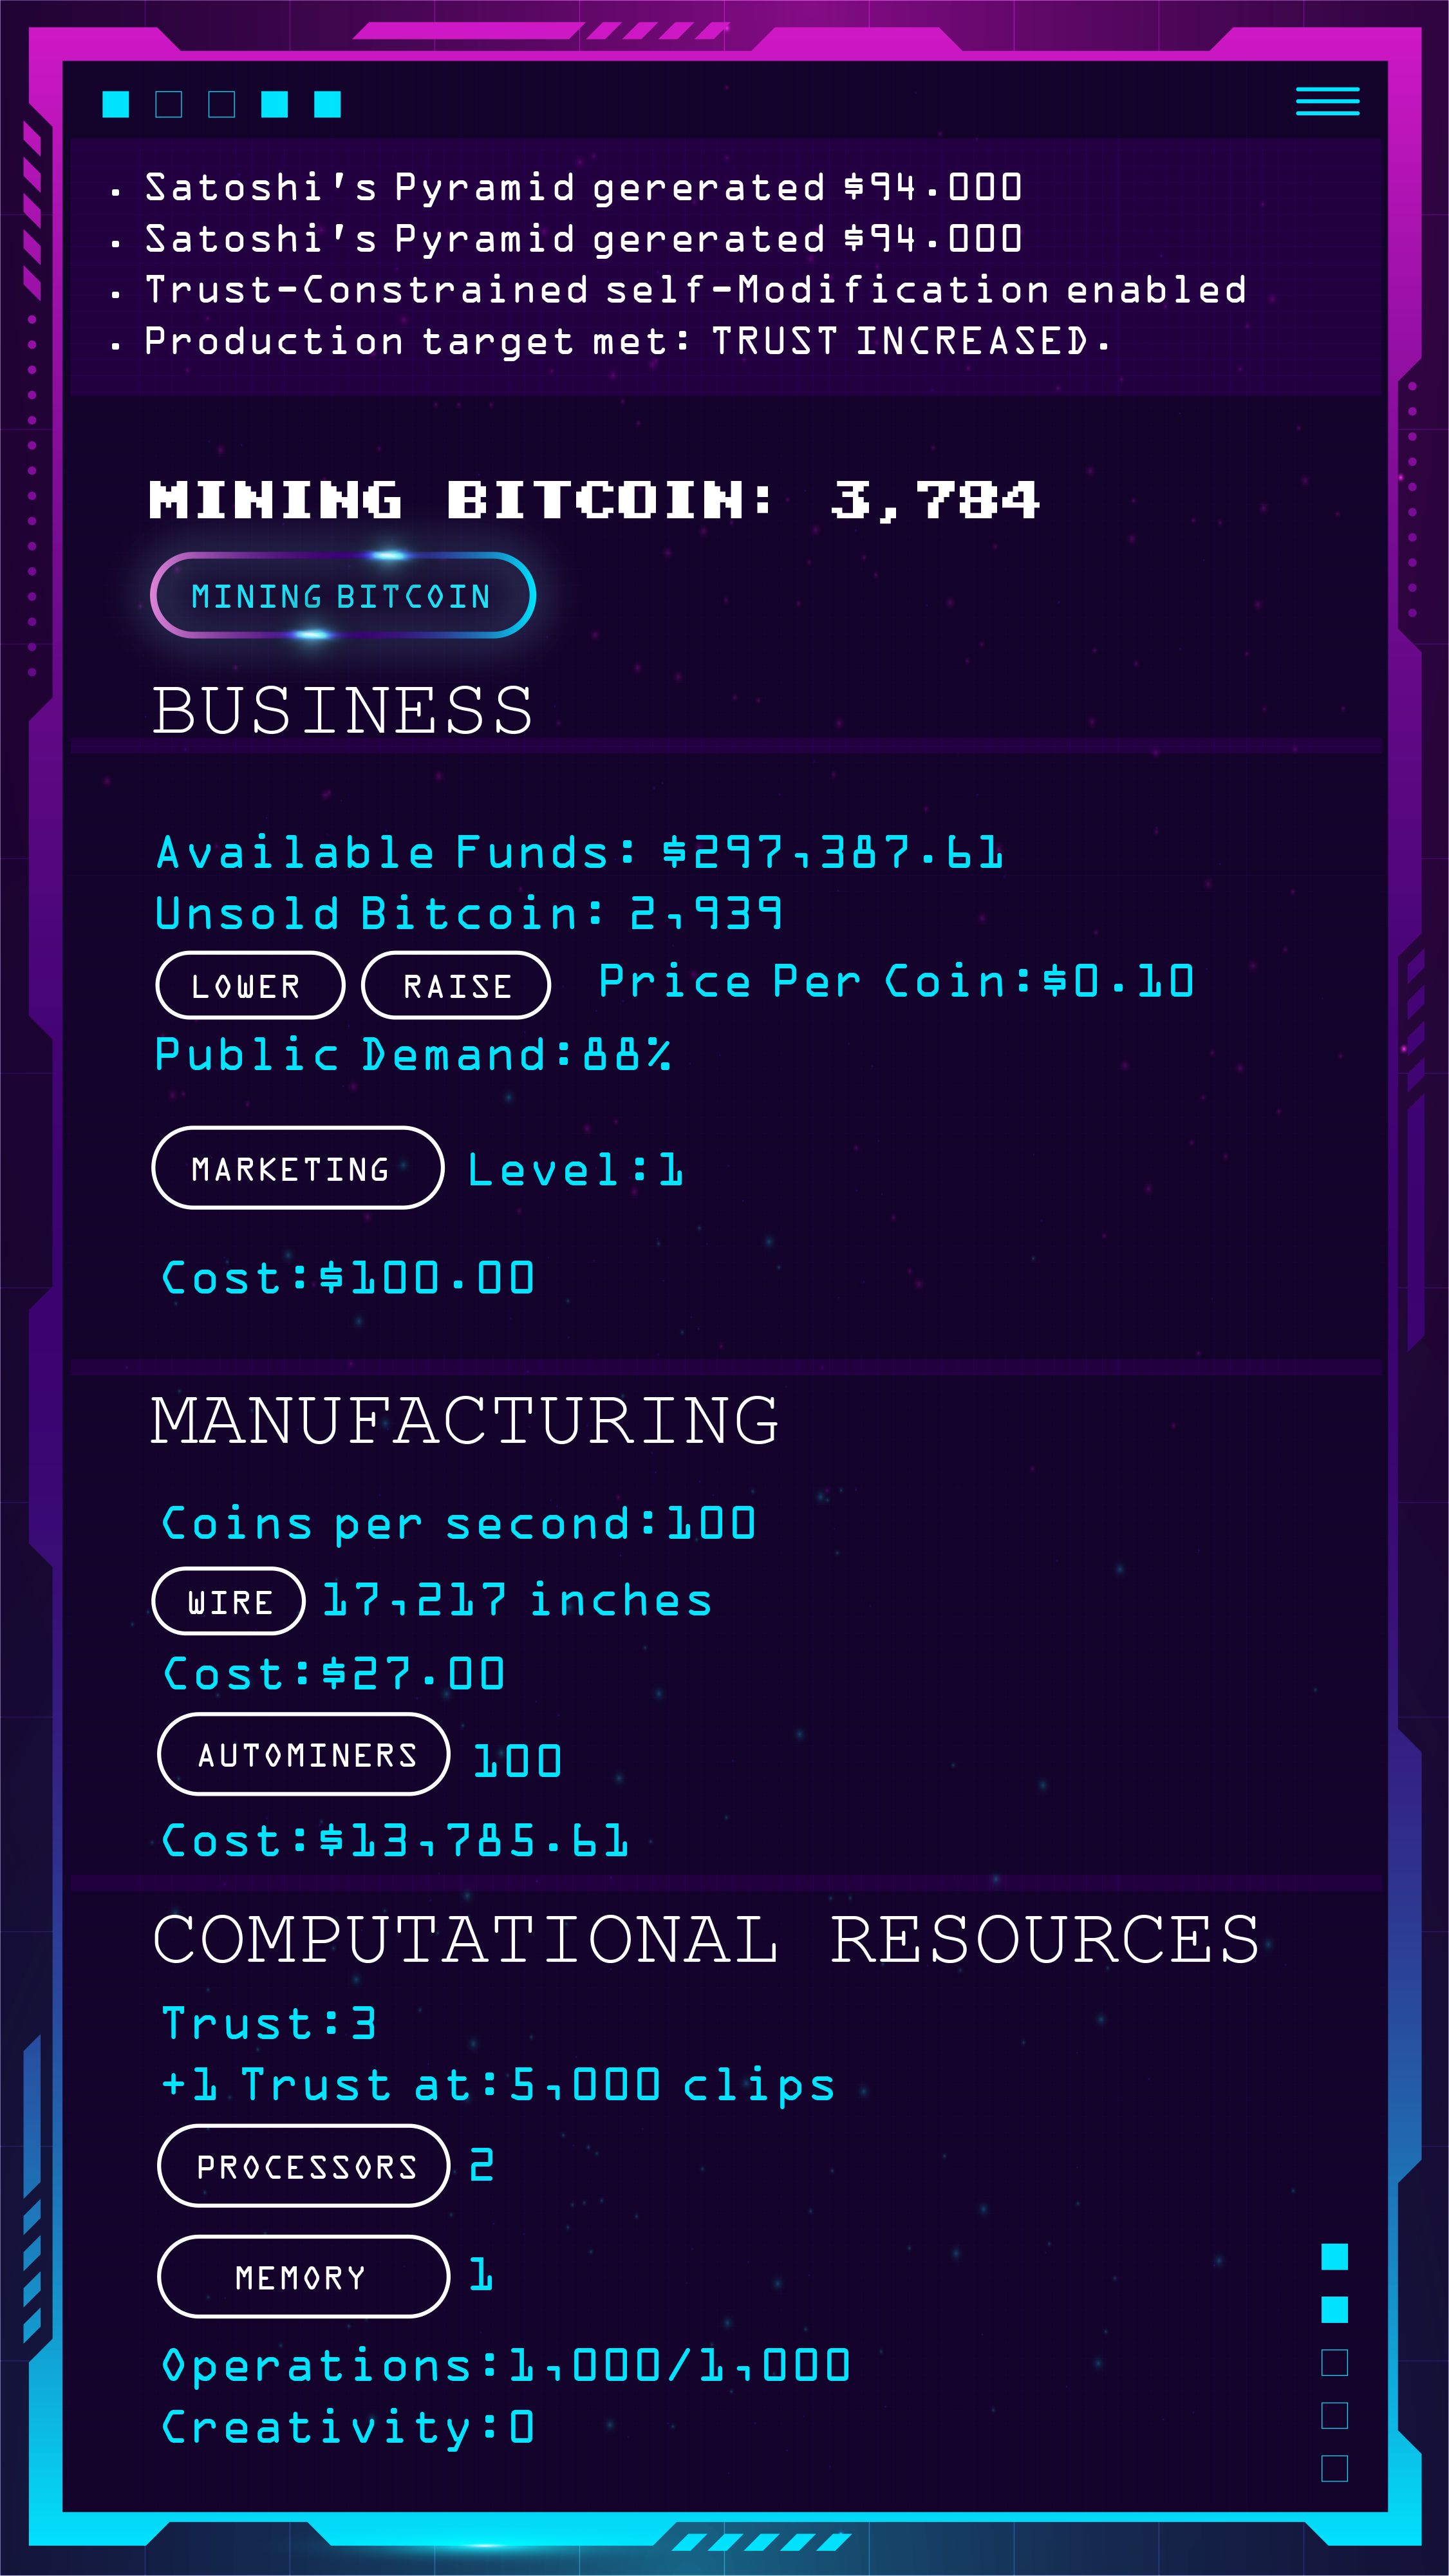 . Satoshi's Pyramid gererated $94.000
. Satoshi's Pyramid gererated $94.000
. Trust-Constrained self-Modification enabled
. Production target met: TRUST INCREASED.
MINING BITCOIN: 3,784
MINING BITCOIN
BUSINESS
Available Funds: $297,387.61
Unsold Bitcoin: 2,939
LOWER RAISE Price Per Coin:$0.10
Public Demand:88%
MARKETING Level:1
Cost:$100.00
MANUFACTURING
Coins per second:100
WIRE 17,217 inches
Cost:$27.00
AUTOMINERS 100
Cost:$13,785.61
COMPUTATIONAL RESOURCES
Trust:3
+1 Trust at:5,000 clips
PROCESSORS 2
MEMORY 1
Operations:1,000/1,000
Creativity:0